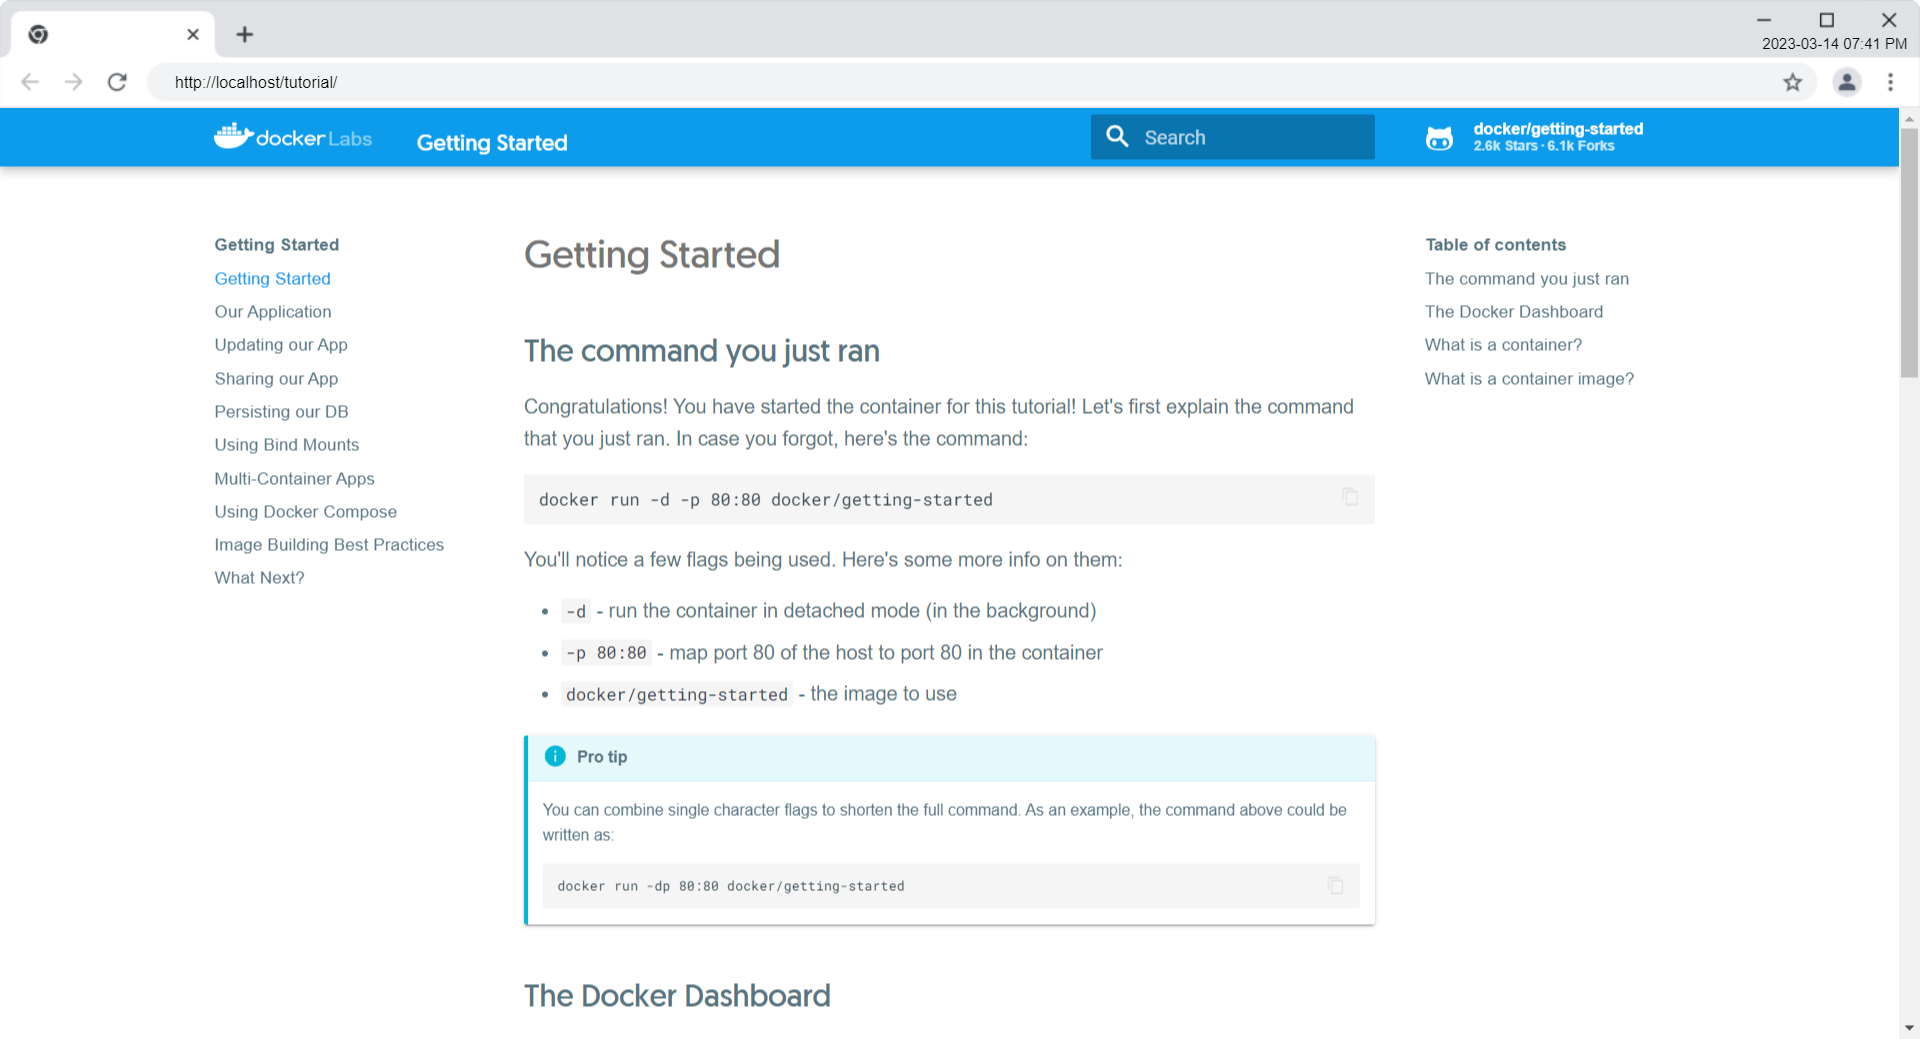 2023-03-14 07:41 PM
http://localhost/tutorial/
docker Labs
Getting Started
Search
docker/getting-started
2.6k Stars · 6.1k Forks
Getting Started
Getting Started
Our Application
Updating our App
Sharing our App
Persisting our DB
Using Bind Mounts
Multi-Container Apps
Using Docker Compose
Image Building Best Practices
What Next?
Getting Started
The command you just ran
Congratulations! You have started the container for this tutorial! Let's first explain the command
that you just ran. In case you forgot, here's the command:
docker run -d -p 80:80 docker/getting-started
You'll notice a few flags being used. Here's some more info on them:
• -d - run the container in detached mode (in the background)
• -p 80:80 - map port 80 of the host to port 80 in the container
• docker/getting-started - the image to use
Pro tip
You can combine single character flags to shorten the full command. As an example, the command above could be
written as:
docker run -dp 80:80 docker/getting-started
The Docker Dashboard
Table of contents
The command you just ran
The Docker Dashboard
What is a container?
What is a container image?